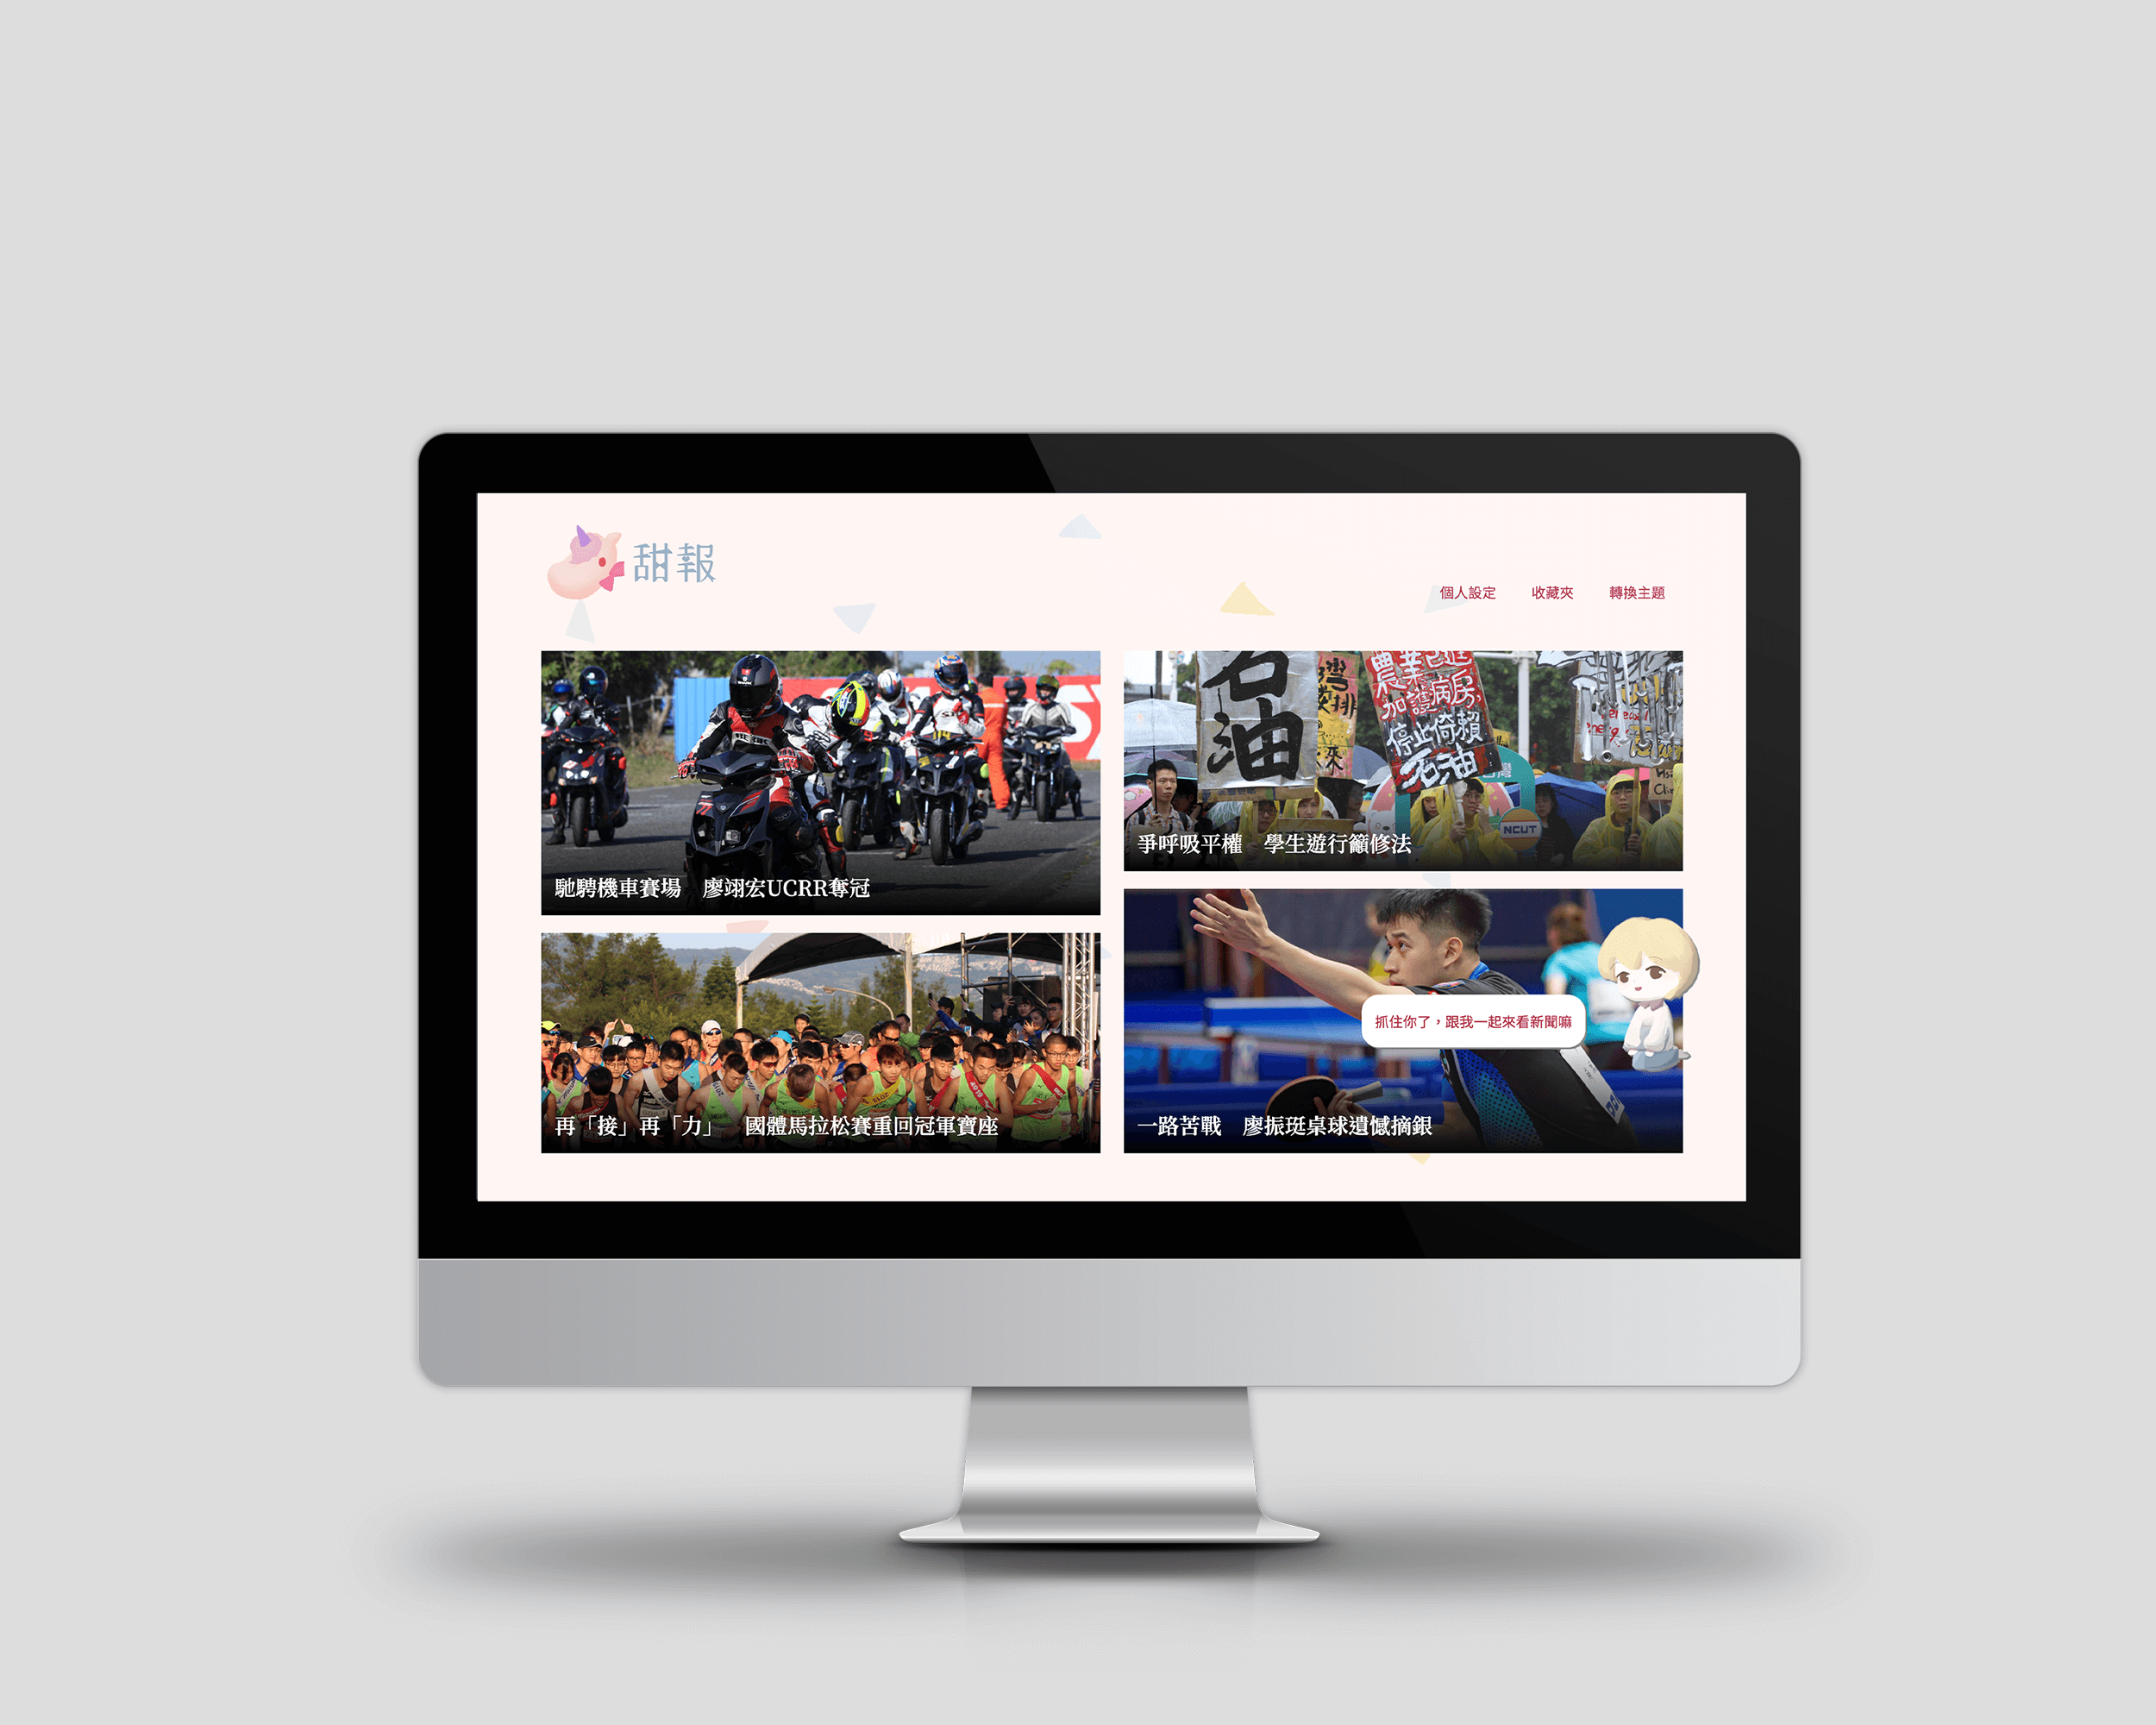 甜報
個人設定
收藏夾
轉換主題
馳騁機車賽場　廖翊宏UCRR奪冠
石油
灣
排
農業已進
加護病房，
停止倚賴
石油
NCUT
爭呼吸平權　學生遊行籲修法
再「接」再「力」　國體馬拉松賽重回冠軍寶座
抓住你了，跟我一起來看新聞嘛
一路苦戰　廖振珽桌球遺憾摘銀